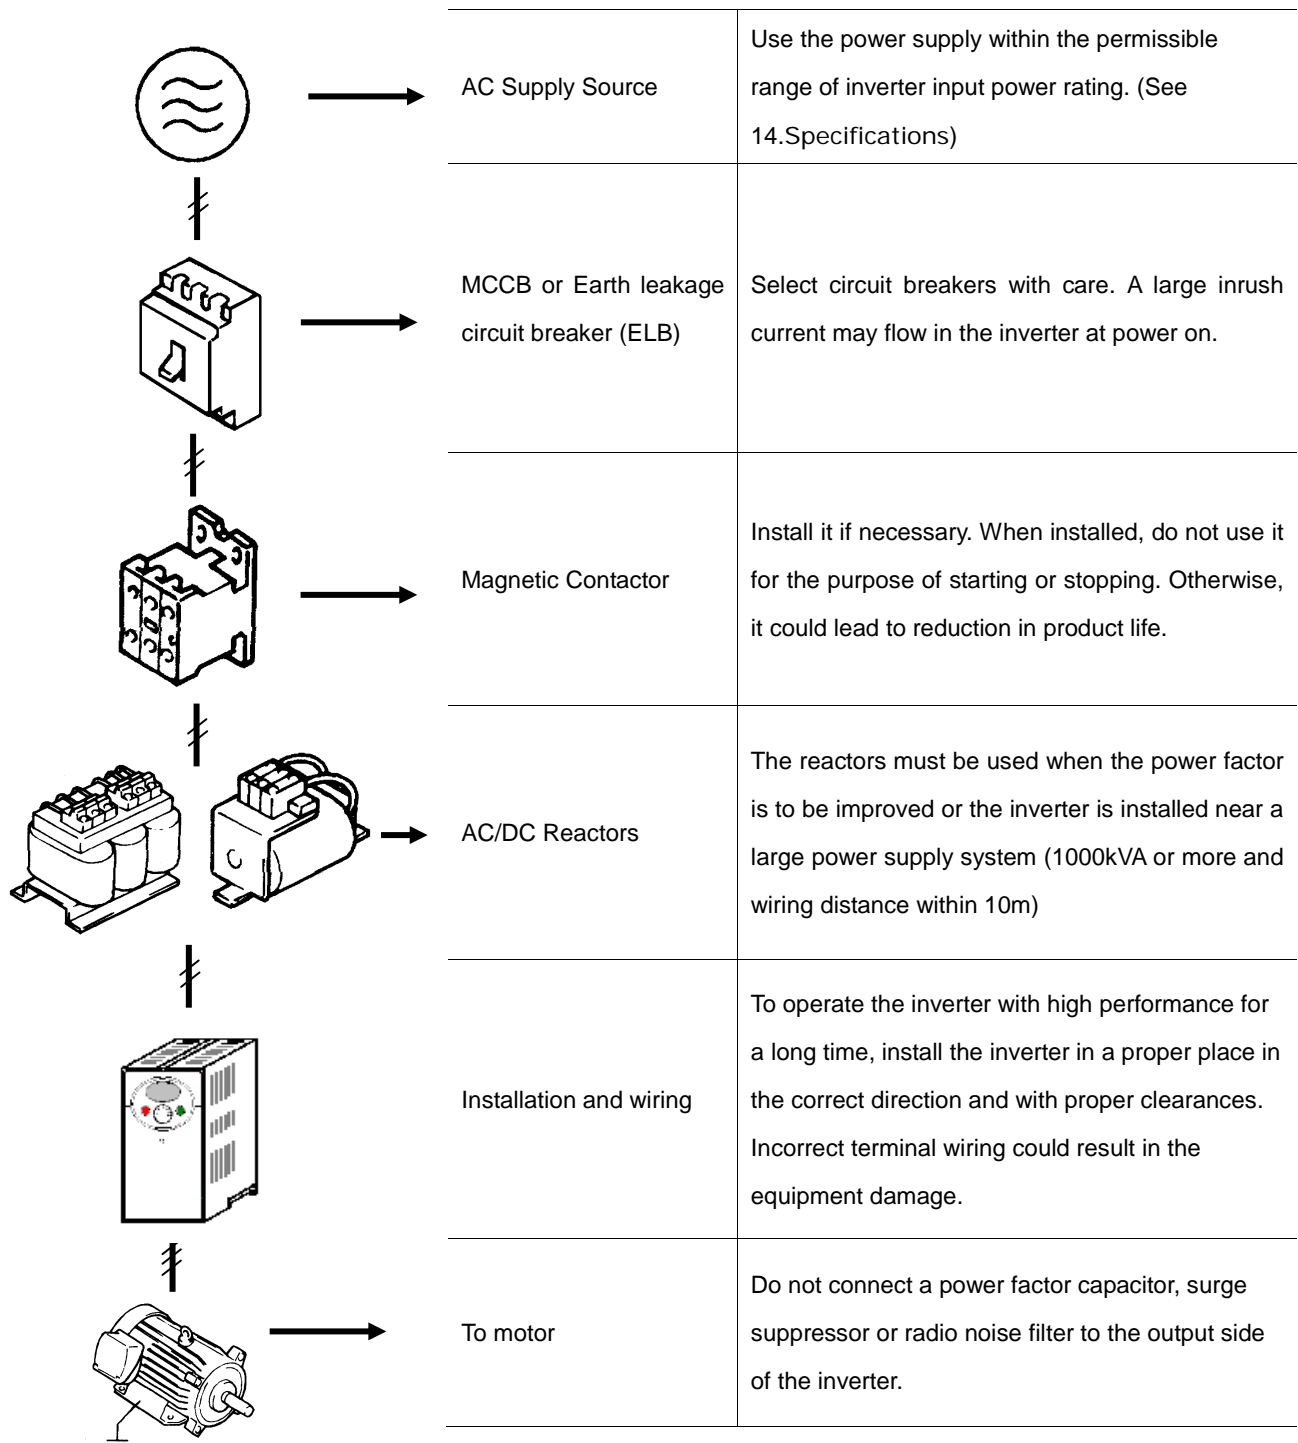 AC Supply Source
Use the power supply within the permissible
range of inverter input power rating. (See
14.Specifications)
MCCB or Earth leakage
circuit breaker (ELB)
Select circuit breakers with care. A large inrush
current may flow in the inverter at power on.
Magnetic Contactor
Install it if necessary. When installed, do not use it
for the purpose of starting or stopping. Otherwise,
it could lead to reduction in product life.
AC/DC Reactors
The reactors must be used when the power factor
is to be improved or the inverter is installed near a
large power supply system (1000kVA or more and
wiring distance within 10m)
Installation and wiring
To operate the inverter with high performance for
a long time, install the inverter in a proper place in
the correct direction and with proper clearances.
Incorrect terminal wiring could result in the
equipment damage.
To motor
Do not connect a power factor capacitor, surge
suppressor or radio noise filter to the output side
of the inverter.